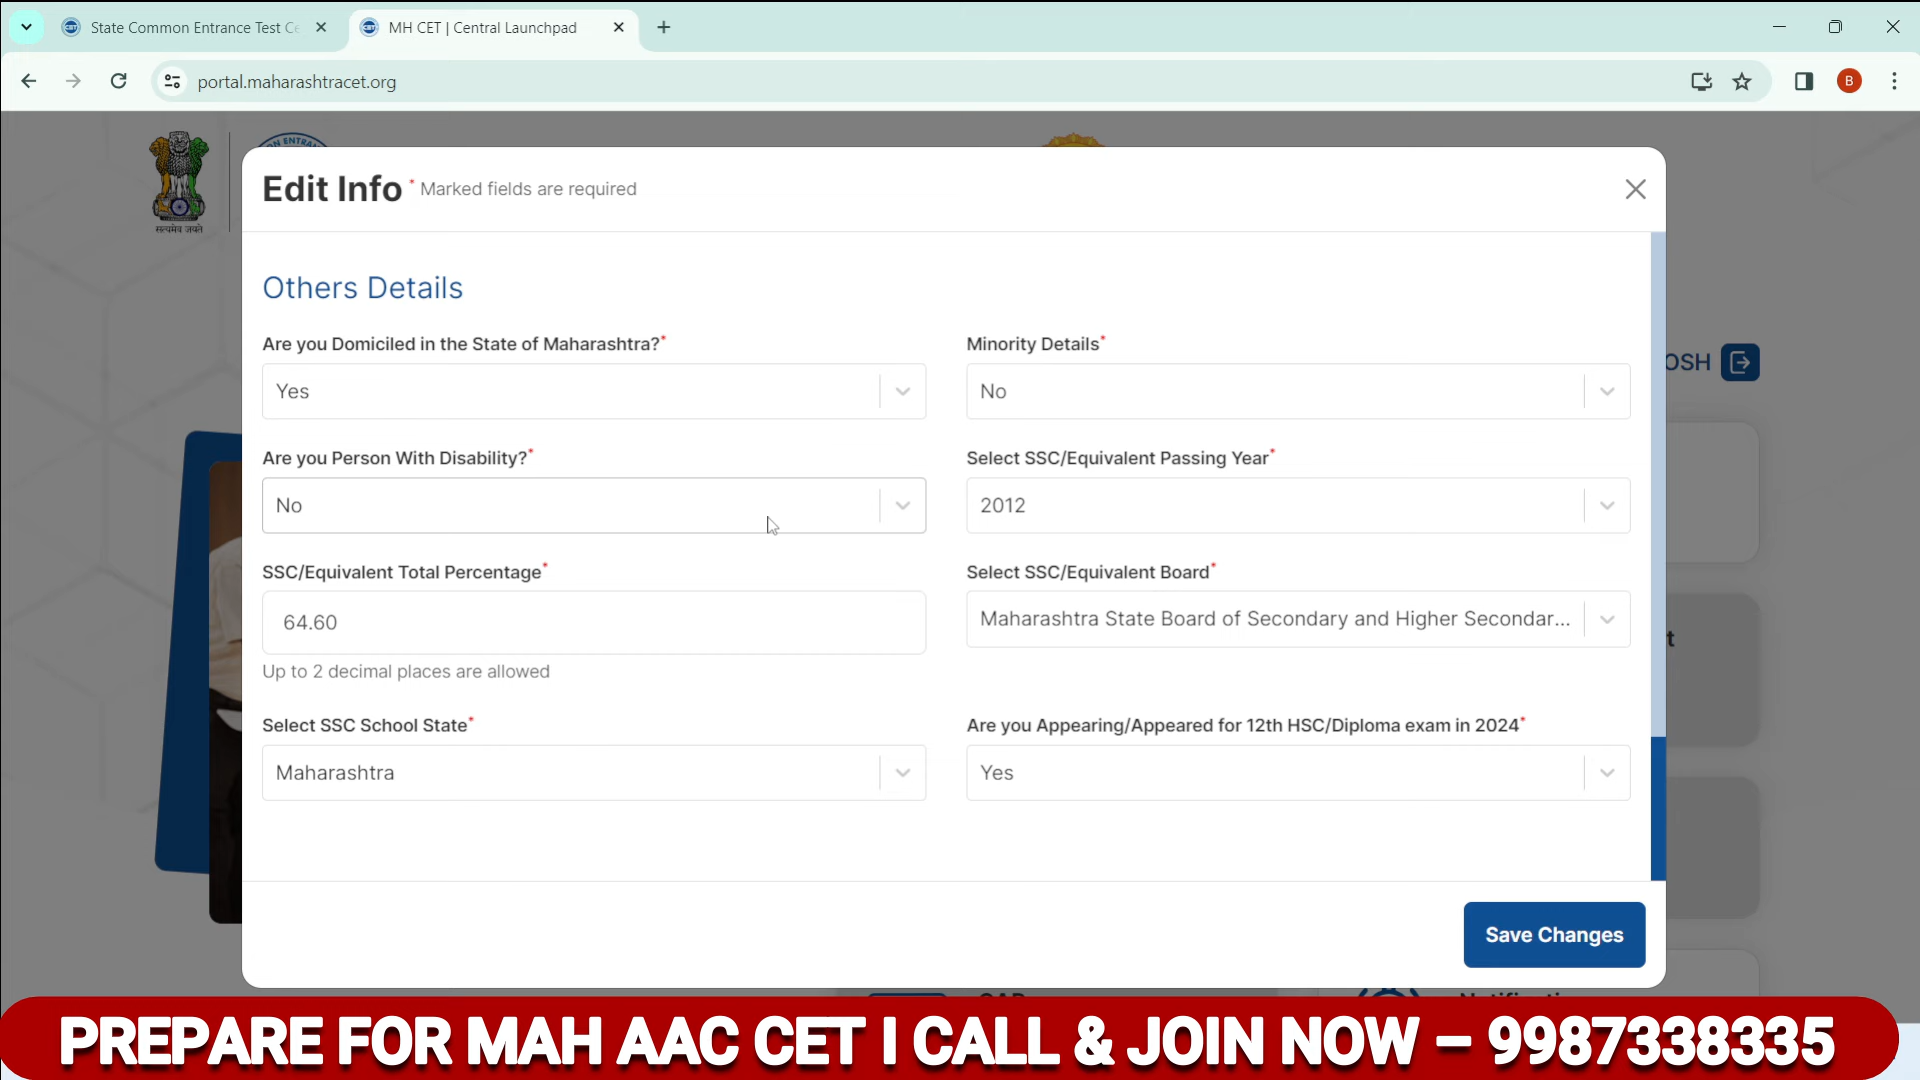 State Common Entrance Test Ce
MH CET | Central Launchpad
portal.maharashtracet.org
B
ON ENTRA
सत्यमेव जयते
Edit Info * Marked fields are required
Others Details
OSH
Are you Domiciled in the State of Maharashtra?*
Minority Details*
Yes
No
Are you Person With Disability?*
Select SSC/Equivalent Passing Year*
No
2012
SSC/Equivalent Total Percentage*
Select SSC/Equivalent Board*
64.60
Maharashtra State Board of Secondary and Higher Secondar...
t
Up to 2 decimal places are allowed
Select SSC School State*
Are you Appearing/Appeared for 12th HSC/Diploma exam in 2024*
Maharashtra
Yes
Save Changes
PREPARE FOR MAH AAC CET I CALL & JOIN NOW – 9987338335